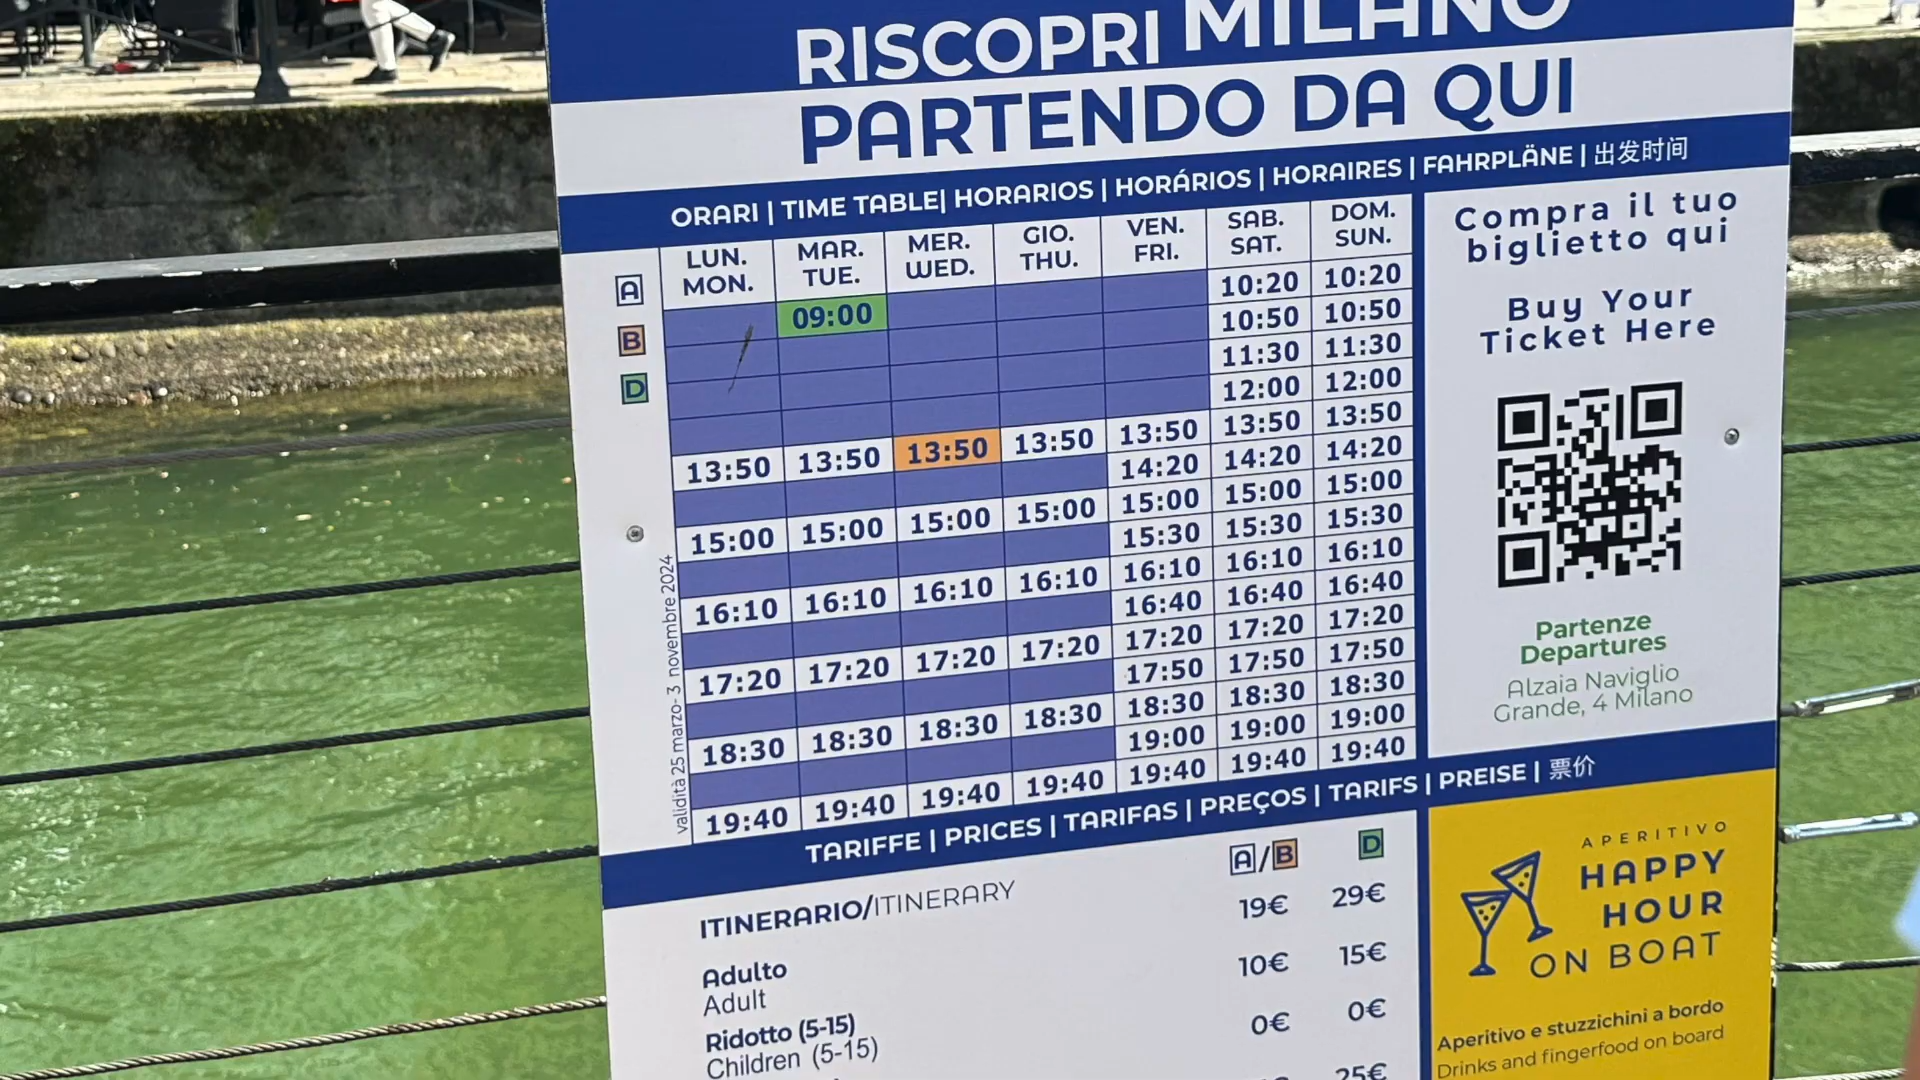 RISCOPRI MILANO
PARTENDO DA QUI
ORARI | TIME TABLE| HORARIOS | HORÁRIOS | HORAIRES | FAHRPLÄNE | 出发时间
LUN. MAR. MER. GIO. VEN. SAB. DOM.
MON. TUE. WED. THU. FRI. SAT. SUN.
A
B
D
09:00 10:20 10:20
10:50 10:50
11:30 11:30
12:00 12:00
13:50 13:50 13:50 13:50 13:50 13:50 13:50
14:20 14:20 14:20
15:00 15:00 15:00 15:00 15:00 15:00 15:00
15:30 15:30 15:30
16:10 16:10 16:10 16:10 16:10 16:10 16:10
16:40 16:40 16:40
17:20 17:20 17:20 17:20 17:20 17:20 17:20
17:50 17:50 17:50
18:30 18:30 18:30 18:30 18:30 18:30 18:30
19:00 19:00 19:00
19:40 19:40 19:40 19:40 19:40 19:40 19:40
validità 25 marzo- 3 novembre 2024
Compra il tuo
biglietto qui
Buy Your
Ticket Here
Partenze
Departures
Alzaia Naviglio
Grande, 4 Milano
TARIFFE | PRICES | TARIFAS | PREÇOS | TARIFS | PREISE | 票价
A/B D
ITINERARIO/ITINERARY
19€ 29€
Adulto
Adult
10€ 15€
Ridotto (5-15)
Children (5-15)
0€ 0€
25€
APERITIVO
HAPPY
HOUR
ON BOAT
Aperitivo e stuzzichini a bordo
Drinks and fingerfood on board